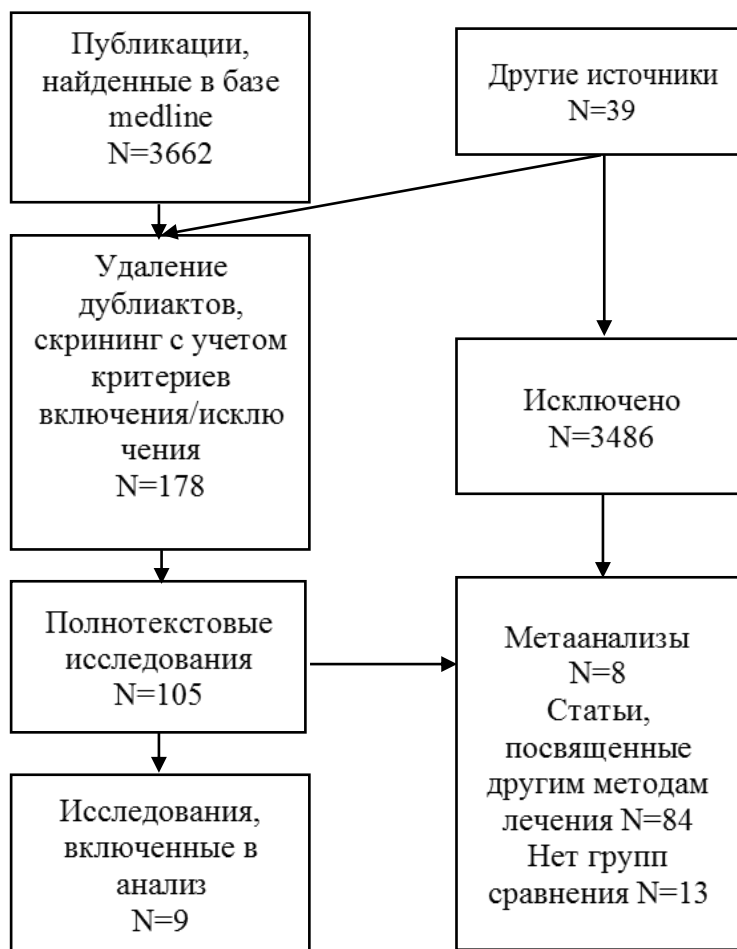 Публикации,
найденные в базе
medline
N=3662
Другие источники
N=39
Удаление
дублиактов,
скрининг с учетом
критериев
включения/исклю
чения
N=178
Исключено
N=3486
Полнотекстовые
исследования
N=105
Метаанализы
N=8
Статьи,
посвященные
другим методам
лечения N=84
Нет групп
сравнения N=13
Исследования,
включенные в
анализ
N=9